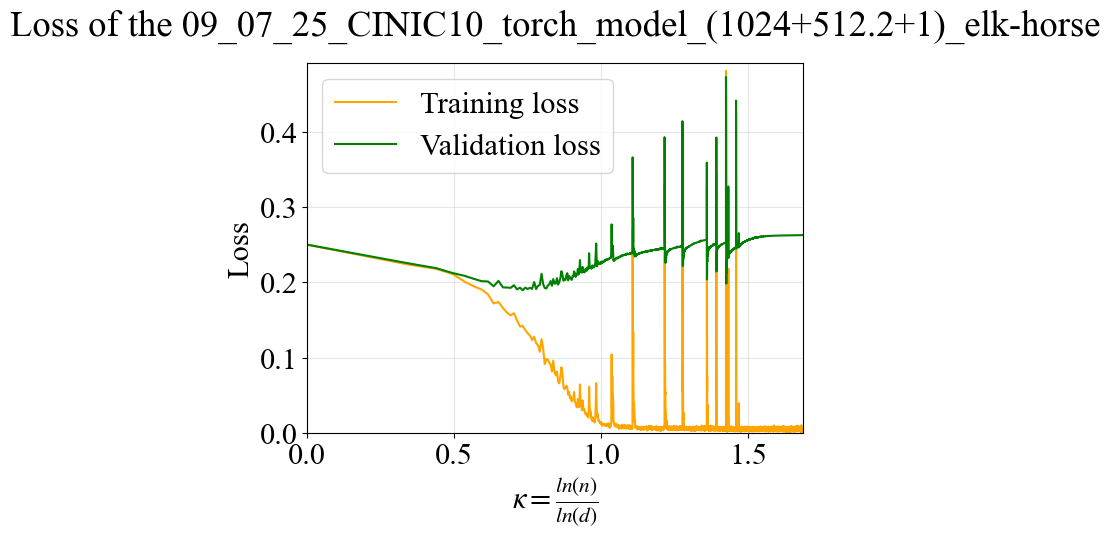 Loss of the 09_07_25_CINIC10_torch_model_(1024+512.2+1)_elk-horse
Training loss
Validation loss
Loss
0.4
0.3
0.2
0.1
0.0
0.0 0.5 1.0 1.5
κ = ln(n)/ln(d)